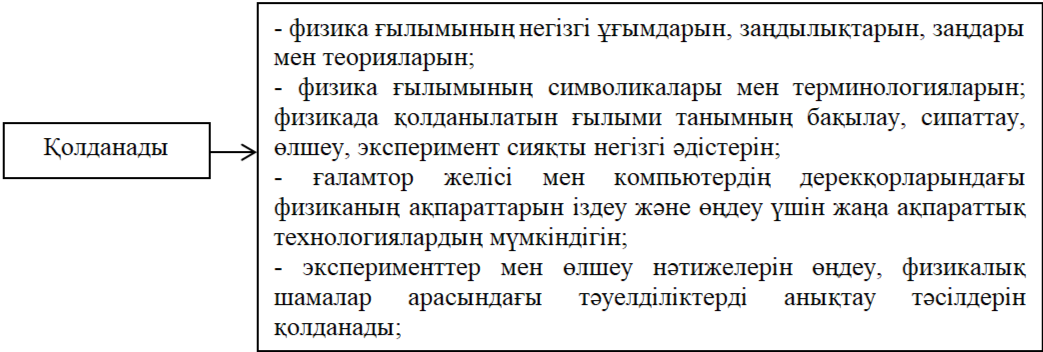 Қолданады
- физика ғылымының негізгі ұғымдарын, заңдылықтарын, заңдары
мен теорияларын;
- физика ғылымының символикалары мен терминологияларын;
физикада қолданылатын ғылыми танымның бақылау, сипаттау,
өлшеу, эксперимент сияқты негізгі әдістерін;
- ғаламтор желісі мен компьютердің дерекқорларындағы
физиканың ақпараттарын іздеу және өңдеу үшін жаңа ақпараттық
технологиялардың мүмкіндігін;
- эксперименттер мен өлшеу нәтижелерін өңдеу, физикалық
шамалар арасындағы тәуелділіктерді анықтау тәсілдерін
қолданады;